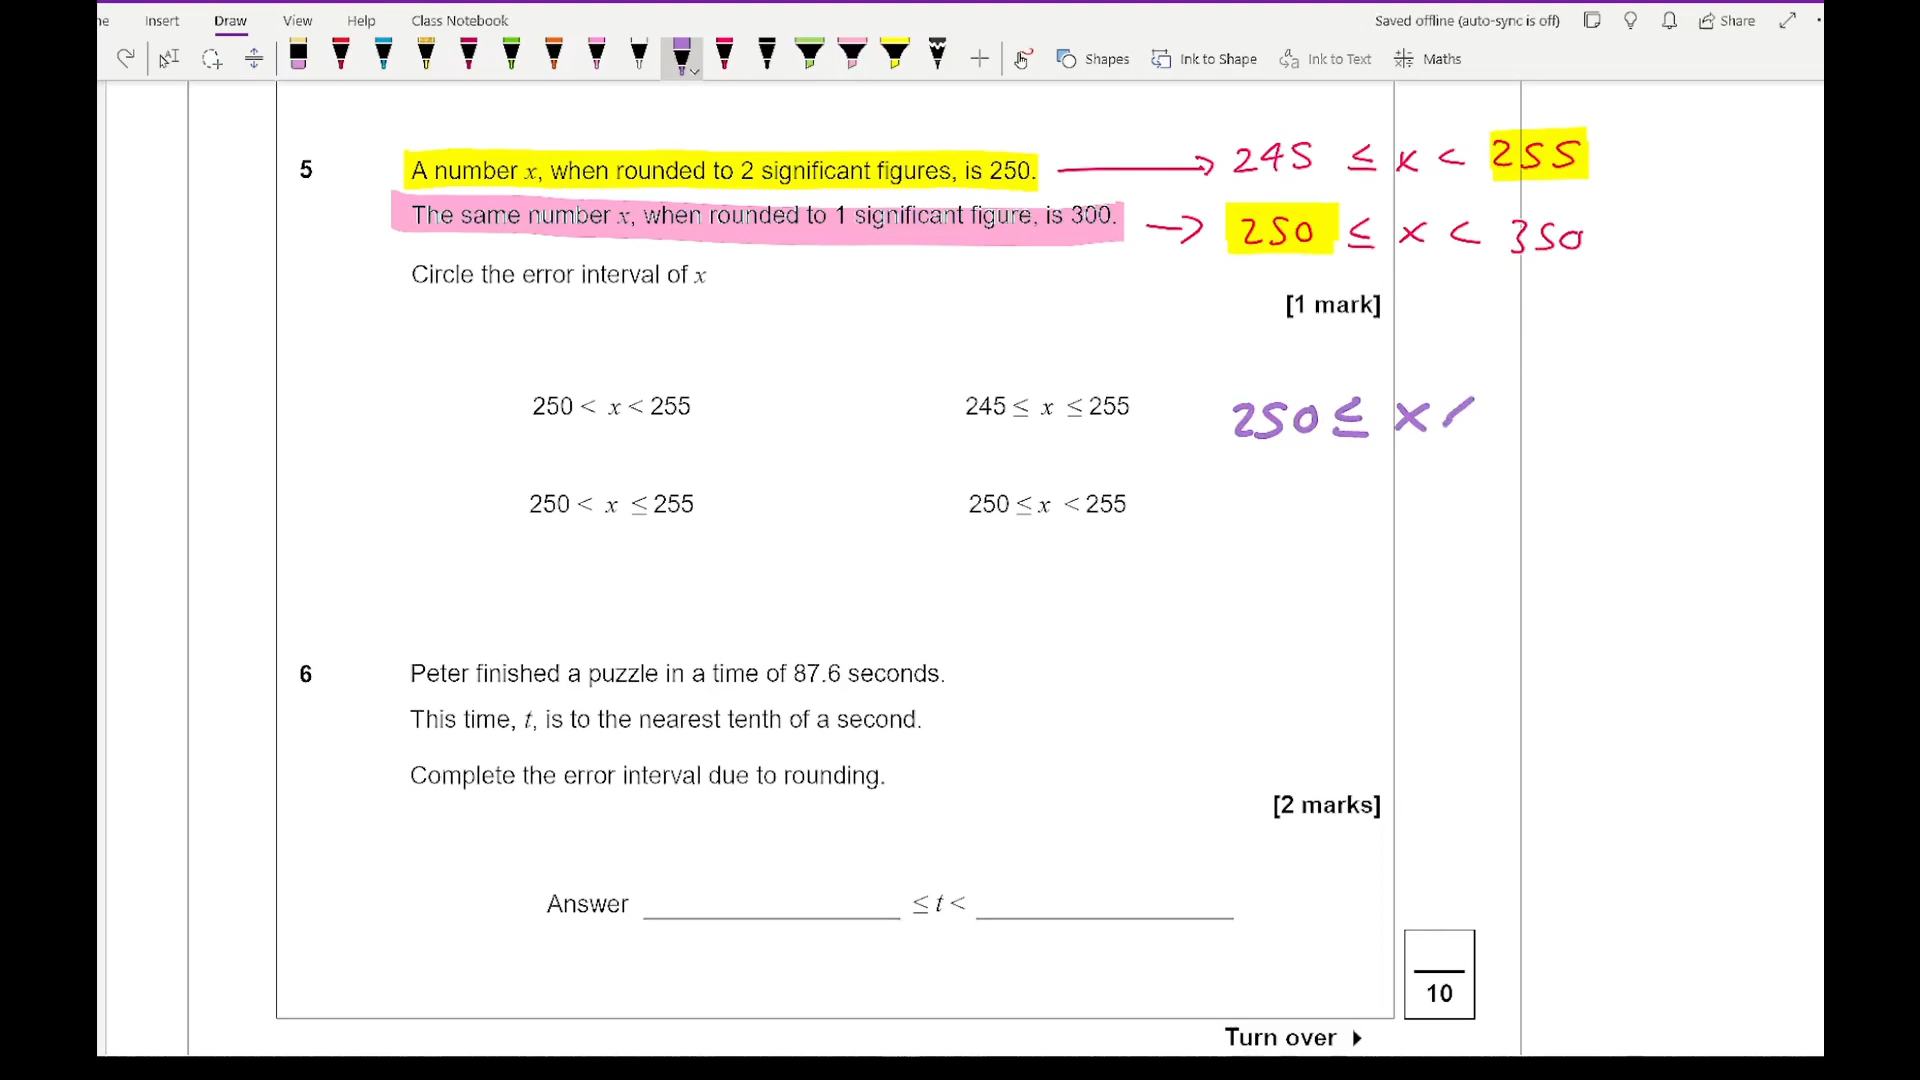 Insert Draw View Help Class Notebook Saved offline (auto-sync is off) Share
Shapes Ink to Shape Ink to Text Maths
5 A number x, when rounded to 2 significant figures, is 250. → 245 ≤ x < 255
The same number x, when rounded to 1 significant figure, is 300. → 250 ≤ x < 350
Circle the error interval of x
[1 mark]
250 < x < 255 245 ≤ x ≤ 255 250 ≤ x
250 < x ≤ 255 250 ≤ x < 255
6 Peter finished a puzzle in a time of 87.6 seconds.
This time, t, is to the nearest tenth of a second.
Complete the error interval due to rounding.
[2 marks]
Answer ≤ t <
10
Turn over